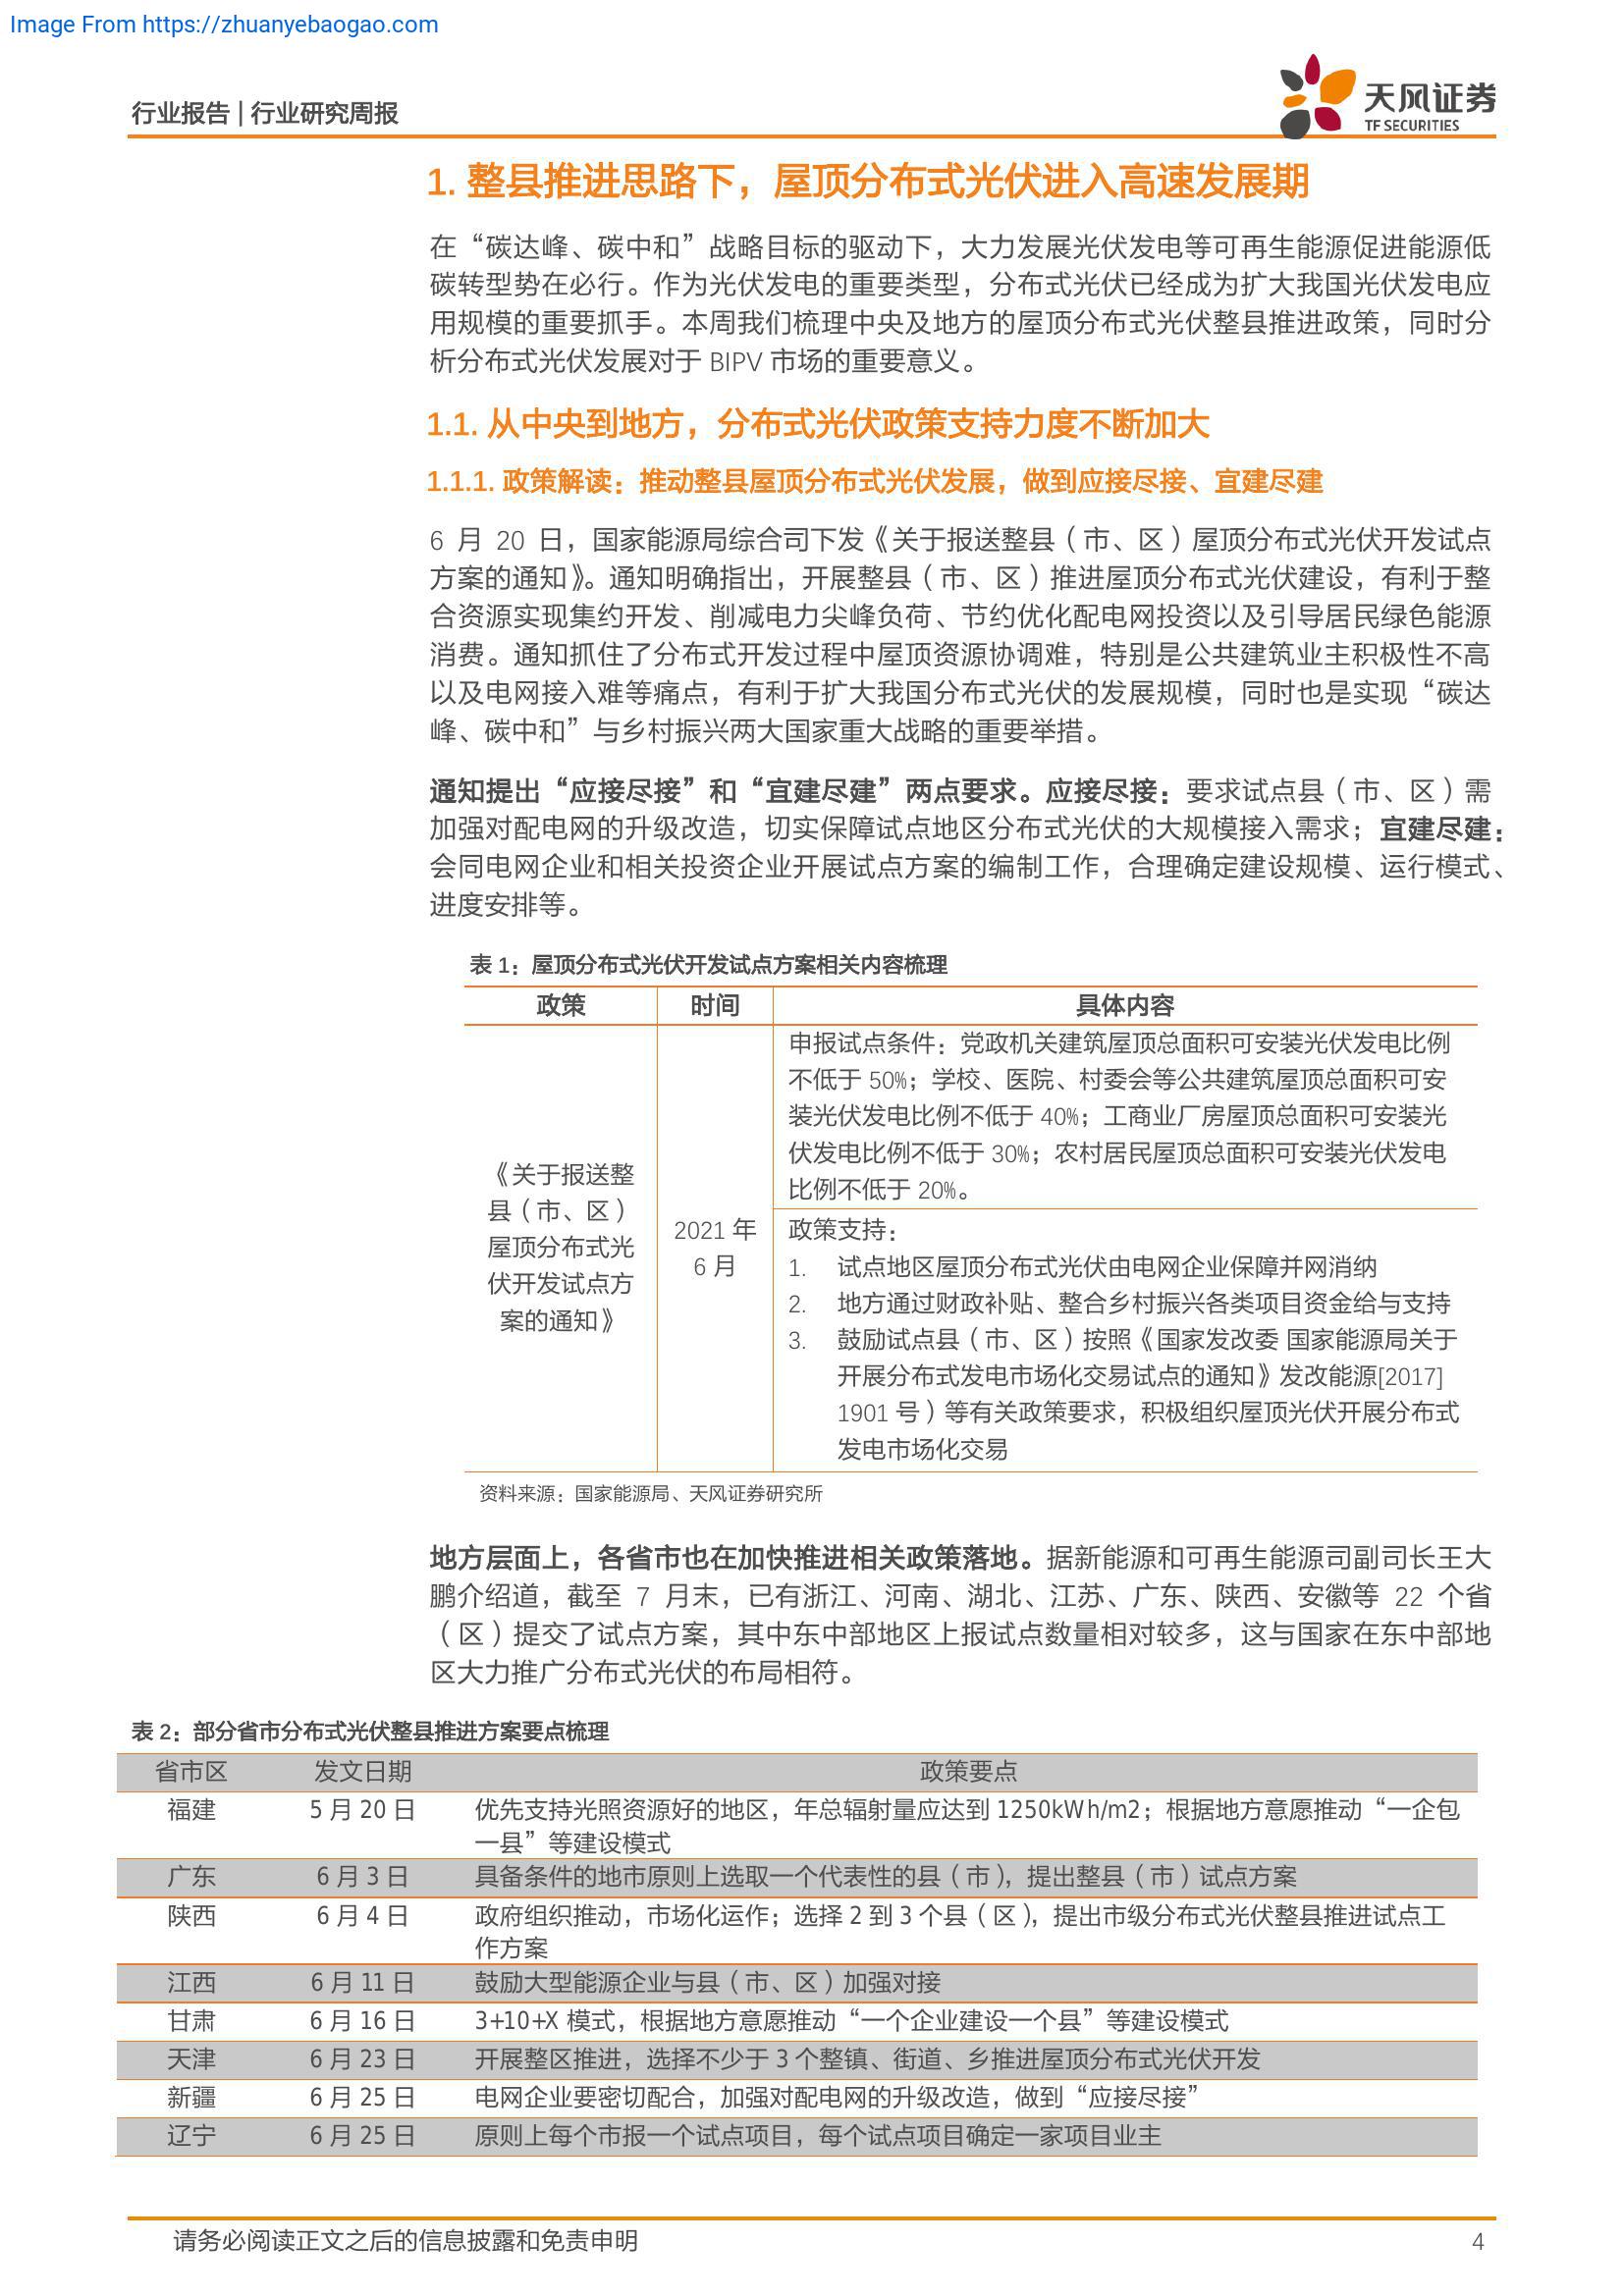 Image From https://zhuanyebaogao.com
行业报告 | 行业研究周报
天风证券
TF SECURITIES
1. 整县推进思路下，屋顶分布式光伏进入高速发展期
在“碳达峰、碳中和”战略目标的驱动下，大力发展光伏发电等可再生能源促进能源低
碳转型势在必行。作为光伏发电的重要类型，分布式光伏已经成为扩大我国光伏发电应
用规模的重要抓手。本周我们梳理中央及地方的屋顶分布式光伏整县推进政策，同时分
析分布式光伏发展对于 BIPV 市场的重要意义。
1.1. 从中央到地方，分布式光伏政策支持力度不断加大
1.1.1. 政策解读：推动整县屋顶分布式光伏发展，做到应接尽接、宜建尽建
6 月 20 日，国家能源局综合司下发《关于报送整县（市、区）屋顶分布式光伏开发试点
方案的通知》。通知明确指出，开展整县（市、区）推进屋顶分布式光伏建设，有利于整
合资源实现集约开发、削减电力尖峰负荷、节约优化配电网投资以及引导居民绿色能源
消费。通知抓住了分布式开发过程中屋顶资源协调难，特别是公共建筑业主积极性不高
以及电网接入难等痛点，有利于扩大我国分布式光伏的发展规模，同时也是实现“碳达
峰、碳中和”与乡村振兴两大国家重大战略的重要举措。
通知提出“应接尽接”和“宜建尽建”两点要求。应接尽接：要求试点县（市、区）需
加强对配电网的升级改造，切实保障试点地区分布式光伏的大规模接入需求；宜建尽建：
会同电网企业和相关投资企业开展试点方案的编制工作，合理确定建设规模、运行模式、
进度安排等。
表 1：屋顶分布式光伏开发试点方案相关内容梳理
政策 时间 具体内容
《关于报送整
县（市、区）
屋顶分布式光
伏开发试点方
案的通知》
2021 年
6 月
申报试点条件：党政机关建筑屋顶总面积可安装光伏发电比例
不低于 50%；学校、医院、村委会等公共建筑屋顶总面积可安
装光伏发电比例不低于 40%；工商业厂房屋顶总面积可安装光
伏发电比例不低于 30%；农村居民屋顶总面积可安装光伏发电
比例不低于 20%。
政策支持：
1. 试点地区屋顶分布式光伏由电网企业保障并网消纳
2. 地方通过财政补贴、整合乡村振兴各类项目资金给与支持
3. 鼓励试点县（市、区）按照《国家发改委 国家能源局关于
开展分布式发电市场化交易试点的通知》发改能源[2017]
1901 号）等有关政策要求，积极组织屋顶光伏开展分布式
发电市场化交易
资料来源：国家能源局、天风证券研究所
地方层面上，各省市也在加快推进相关政策落地。据新能源和可再生能源司副司长王大
鹏介绍道，截至 7 月末，已有浙江、河南、湖北、江苏、广东、陕西、安徽等 22 个省
（区）提交了试点方案，其中东中部地区上报试点数量相对较多，这与国家在东中部地
区大力推广分布式光伏的布局相符。
表 2：部分省市分布式光伏整县推进方案要点梳理
省市区 发文日期 政策要点
福建 5 月 20 日 优先支持光照资源好的地区，年总辐射量应达到 1250kWh/m2；根据地方意愿推动“一企包
一县”等建设模式
广东 6 月 3 日 具备条件的地市原则上选取一个代表性的县（市），提出整县（市）试点方案
陕西 6 月 4 日 政府组织推动，市场化运作；选择 2 到 3 个县（区），提出市级分布式光伏整县推进试点工
作方案
江西 6 月 11 日 鼓励大型能源企业与县（市、区）加强对接
甘肃 6 月 16 日 3+10+X 模式，根据地方意愿推动“一个企业建设一个县”等建设模式
天津 6 月 23 日 开展整区推进，选择不少于 3 个整镇、街道、乡推进屋顶分布式光伏开发
新疆 6 月 25 日 电网企业要密切配合，加强对配电网的升级改造，做到“应接尽接”
辽宁 6 月 25 日 原则上每个市报一个试点项目，每个试点项目确定一家项目业主
请务必阅读正文之后的信息披露和免责申明 4